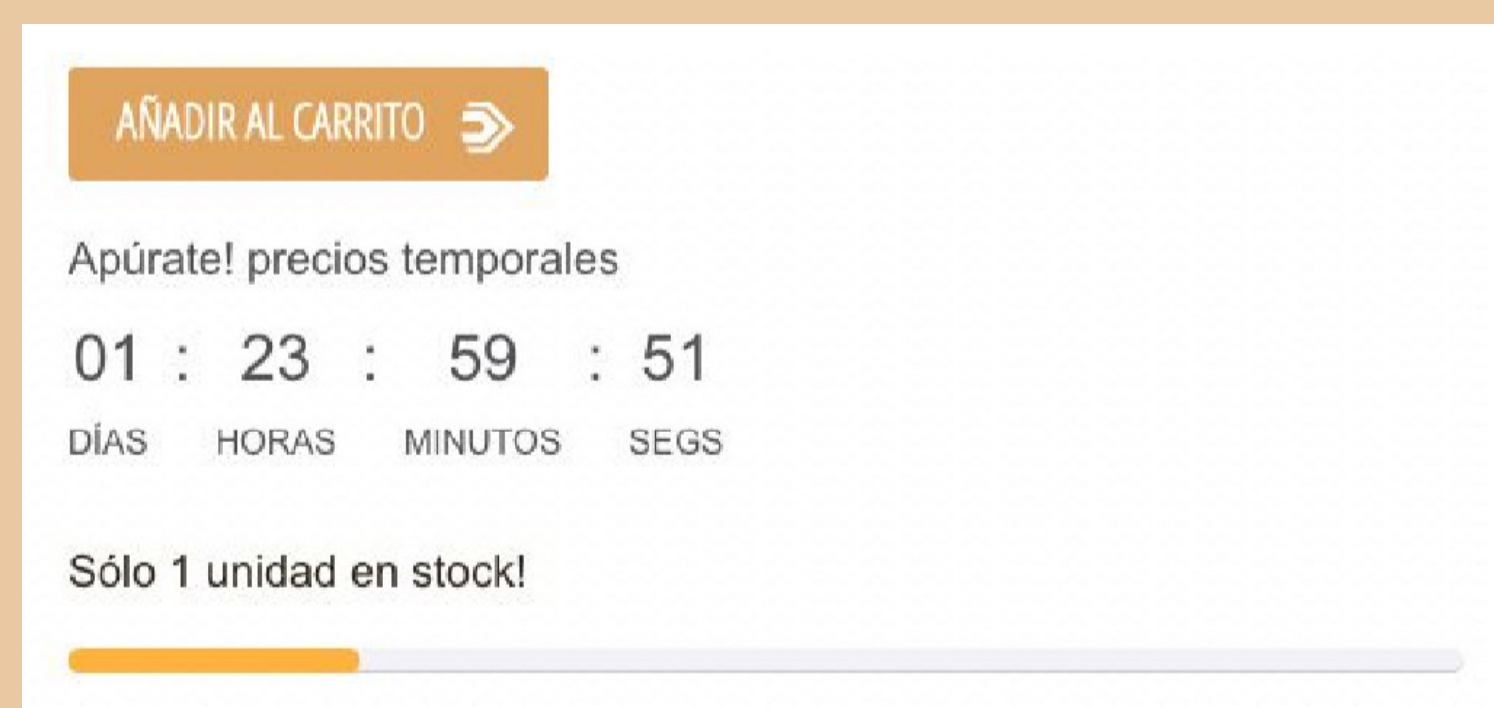 AÑADIR AL CARRITO
Apúrate! precios temporales
01 : 23 : 59 : 51
DÍAS HORAS MINUTOS SEGS
Sólo 1 unidad en stock!